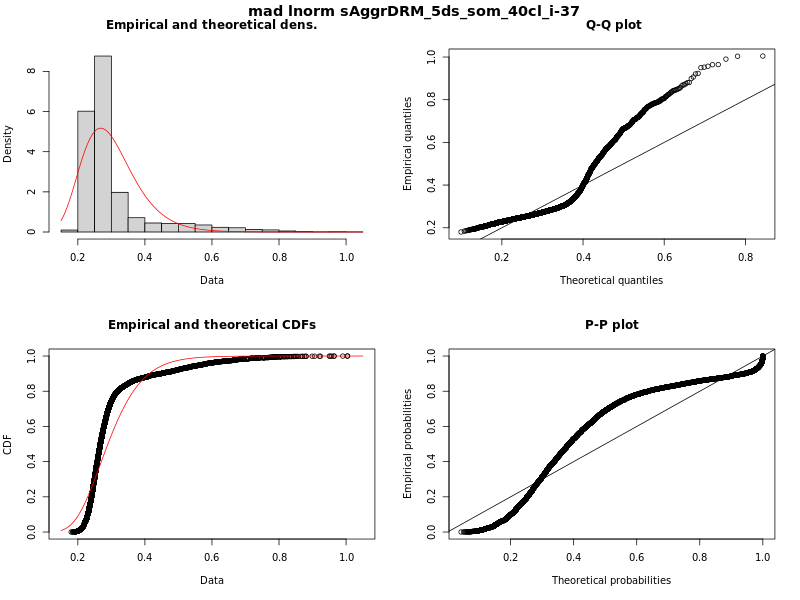 mad lnorm sAggrDRM_5ds_som_40cl_i-37
Empirical and theoretical dens.
Density
0 2 4 6 8
0.2 0.4 0.6 0.8 1.0
Data
Q-Q plot
Empirical quantiles
0.2 0.4 0.6 0.8 1.0
0.2 0.4 0.6 0.8
Theoretical quantiles
Empirical and theoretical CDFs
CDF
0.0 0.2 0.4 0.6 0.8 1.0
0.2 0.4 0.6 0.8 1.0
Data
P-P plot
Empirical probabilities
0.0 0.2 0.4 0.6 0.8 1.0
0.2 0.4 0.6 0.8 1.0
Theoretical probabilities